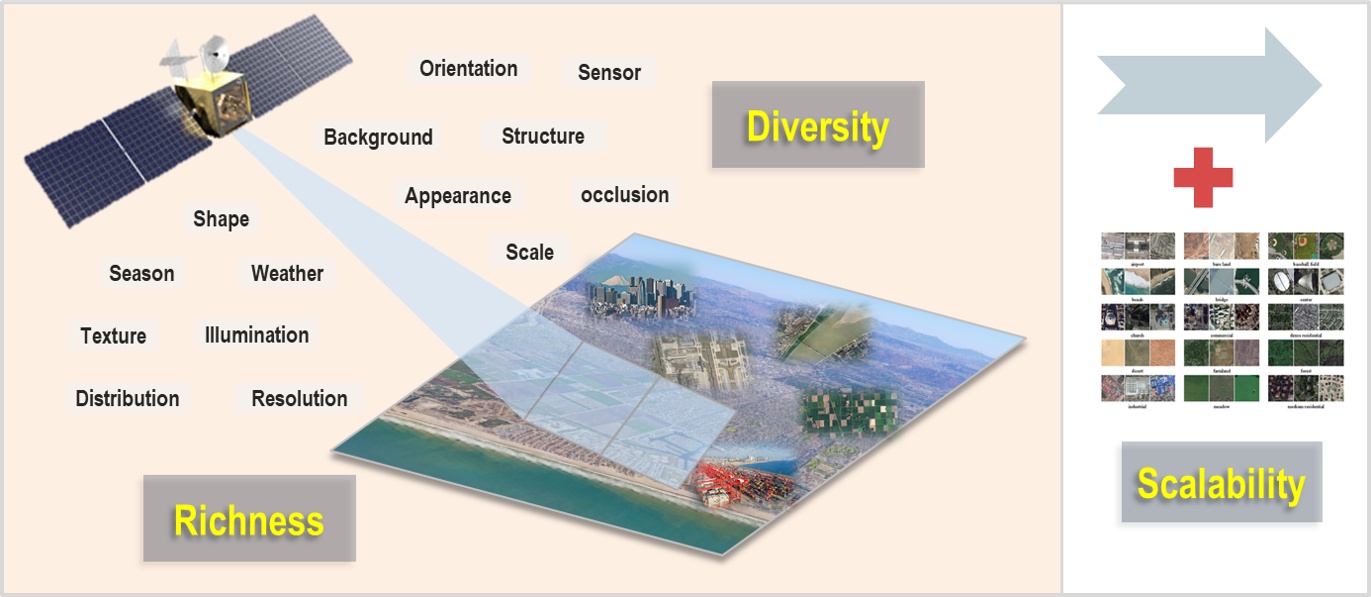 Orientation
Sensor
Diversity
Background
Structure
Appearance
occlusion
Shape
Scale
Season
Weather
Texture
Illumination
Distribution
Resolution
Richness
airport
bare land
baseball field
beach
bridge
center
church
commercial
dense residential
desert
farmland
forest
industrial
meadow
medium residential
Scalability